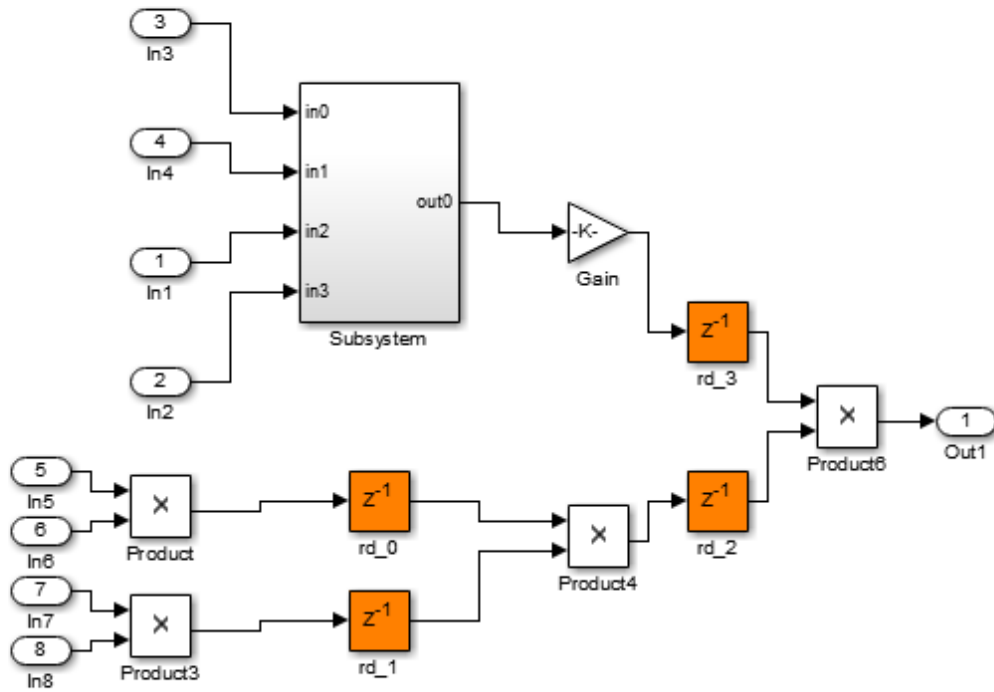 3
In3
4
In4
1
In1
2
In2
in0
in1
in2
in3
out0
Subsystem
-K-
Gain
z-1
rd_3
×
Product6
1
Out1
5
In5
6
In6
×
Product
z-1
rd_0
7
In7
8
In8
×
Product3
z-1
rd_1
×
Product4
z-1
rd_2